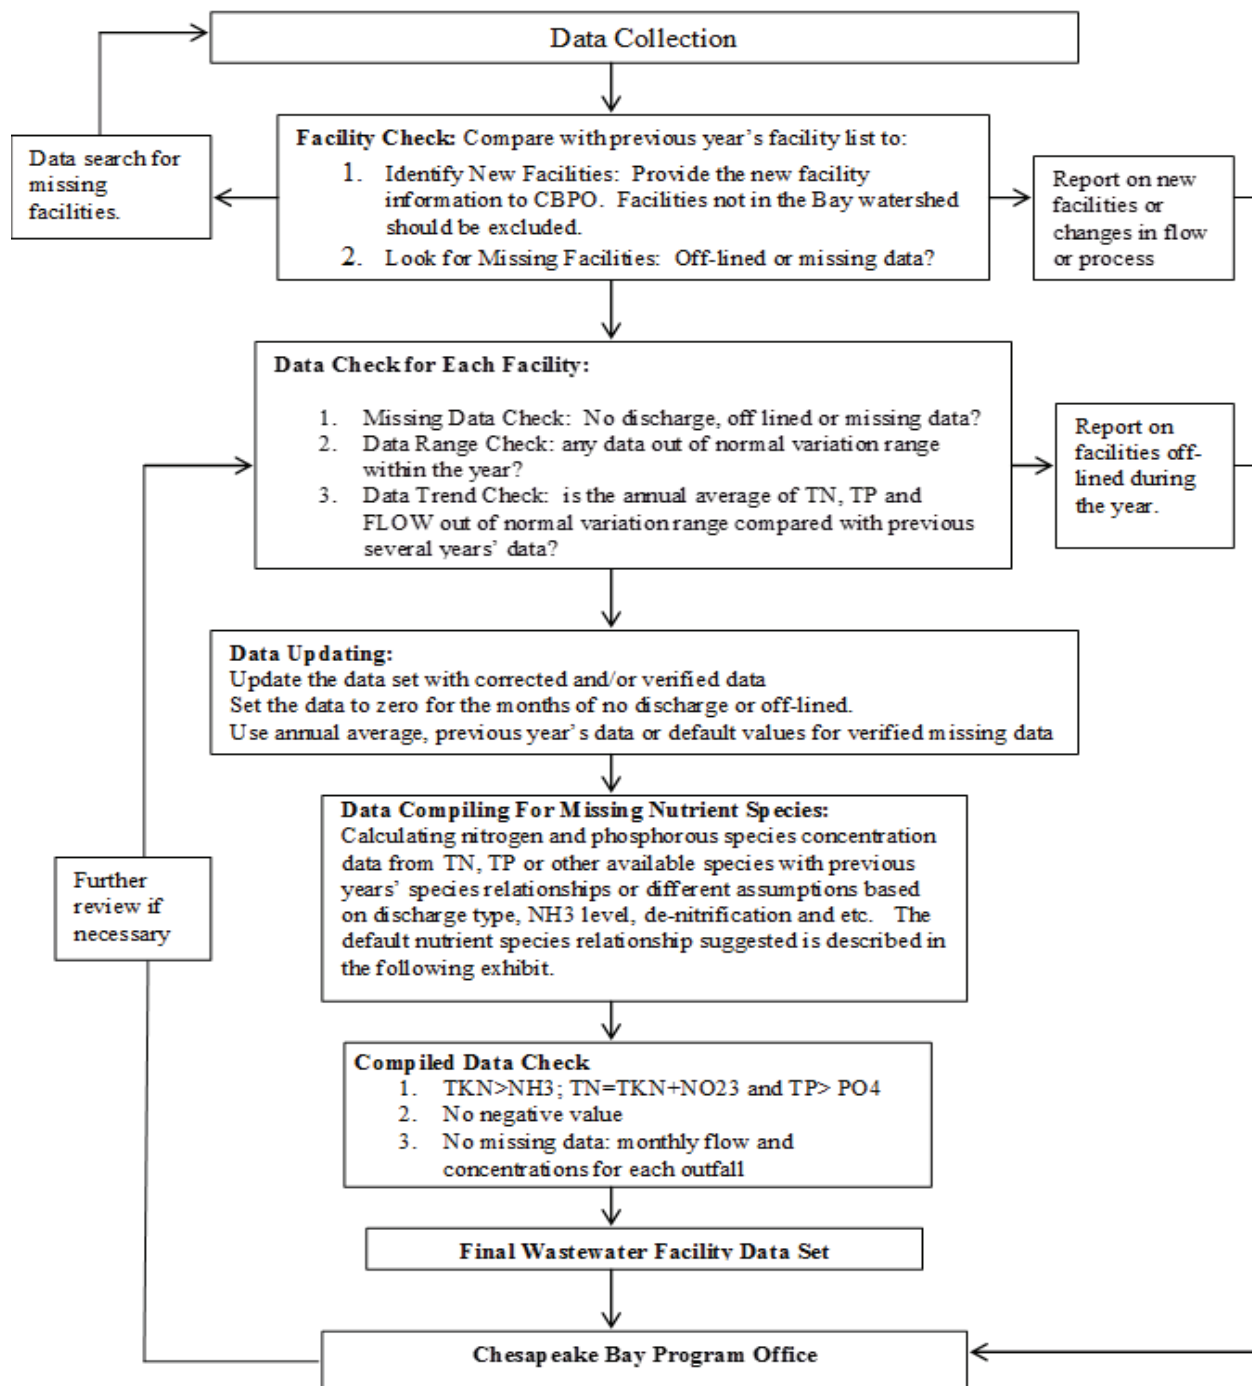 Data Collection
Data search for
missing
facilities.
Facility Check: Compare with previous year's facility list to:
1. Identify New Facilities: Provide the new facility
information to CBPO. Facilities not in the Bay watershed
should be excluded.
2. Look for Missing Facilities: Off-lined or missing data?
Report on new
facilities or
changes in flow
or process
Data Check for Each Facility:
1. Missing Data Check: No discharge, off lined or missing data?
2. Data Range Check: any data out of normal variation range
within the year?
3. Data Trend Check: is the annual average of TN, TP and
FLOW out of normal variation range compared with previous
several years' data?
Report on
facilities off-
lined during
the year.
Data Updating:
Update the data set with corrected and/or verified data
Set the data to zero for the months of no discharge or off-lined.
Use annual average, previous year's data or default values for verified missing data
Data Compiling For Missing Nutrient Species:
Calculating nitrogen and phosphorous species concentration
data from TN, TP or other available species with previous
years' species relationships or different assumptions based
on discharge type, NH3 level, de-nitrification and etc. The
default nutrient species relationship suggested is described in
the following exhibit.
Further
review if
necessary
Compiled Data Check
1. TKN>NH3; TN=TKN+NO23 and TP> PO4
2. No negative value
3. No missing data: monthly flow and
concentrations for each outfall
Final Wastewater Facility Data Set
Chesapeake Bay Program Office